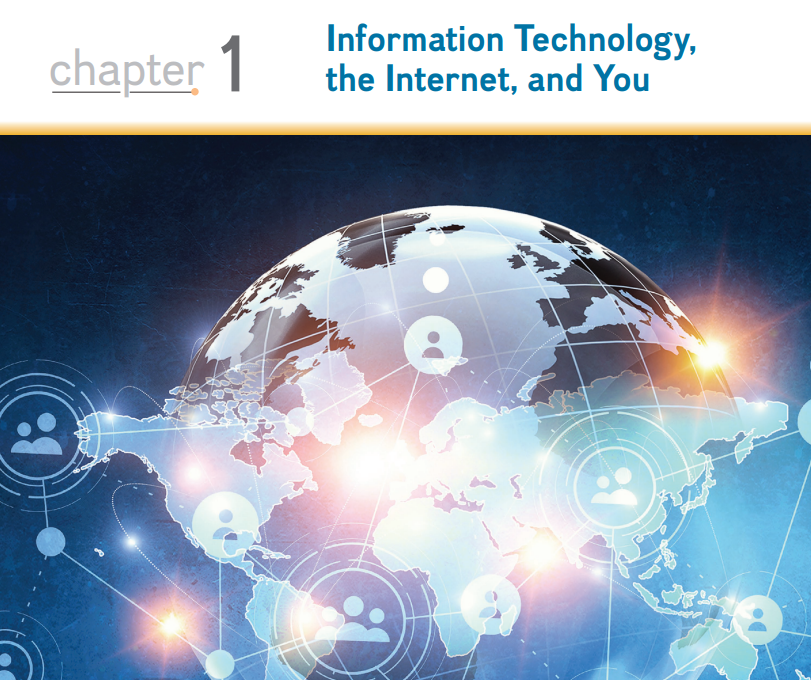 chapter 1
Information Technology,
the Internet, and You